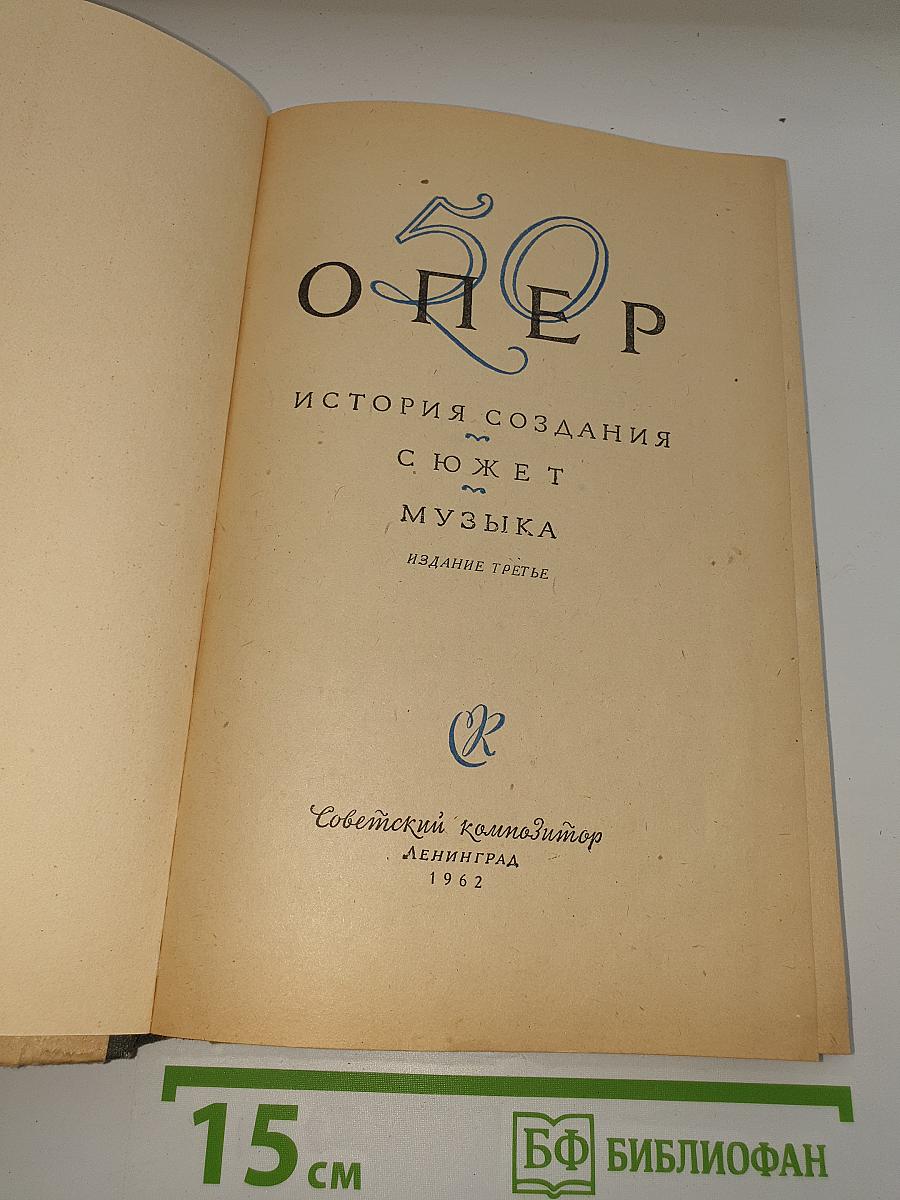 50
ОПЕР
ИСТОРИЯ СОЗДАНИЯ
СЮЖЕТ
МУЗЫКА
ИЗДАНИЕ ТРЕТЬЕ
СК
Советский композитор
ЛЕНИНГРАД
1962
15 см
БФ БИБЛИОФАН